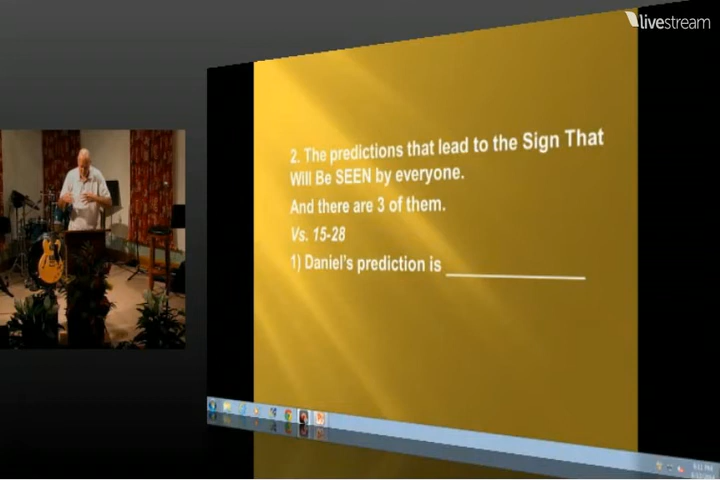 livestream
2. The predictions that lead to the Sign That
Will Be SEEN by everyone.
And there are 3 of them.
Vs. 15-28
1) Daniel's prediction is